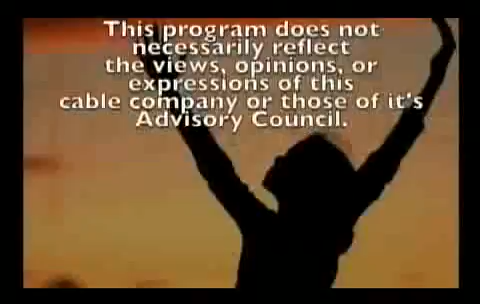 This program does not
necessarily reflect
the views, opinions, or
expressions of this
cable company or those of it's
Advisory Council.